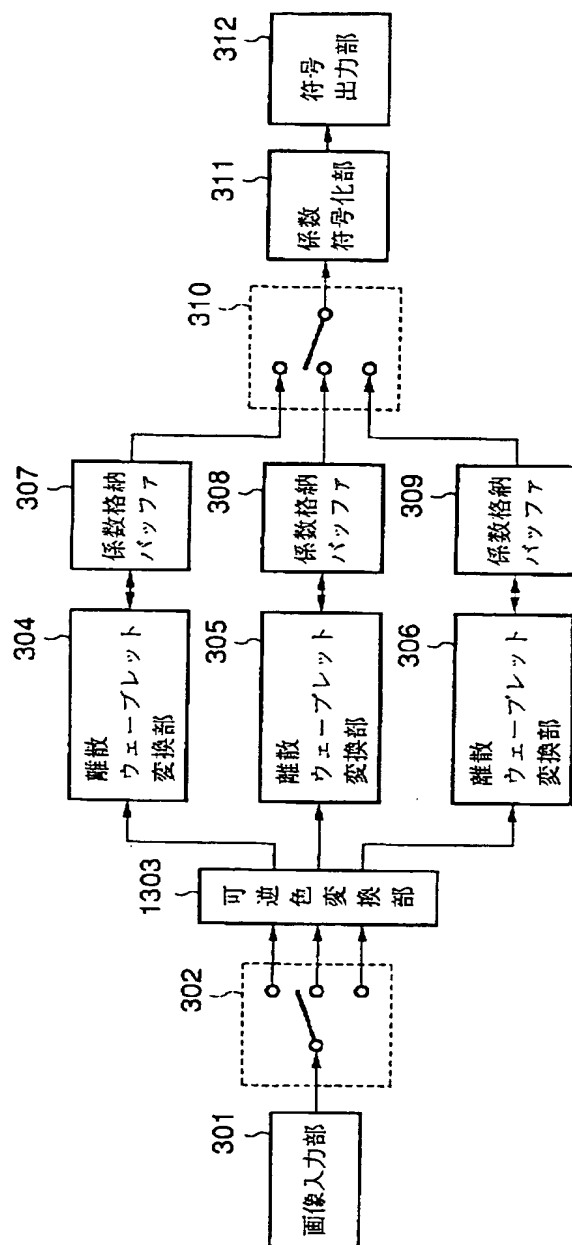 301
画像入力部
302
1303
可逆色変換部
304
離散
ウェーブレット
変換部
305
離散
ウェーブレット
変換部
306
離散
ウェーブレット
変換部
307
係数格納
バッファ
308
係数格納
バッファ
309
係数格納
バッファ
310
311
係数
符号化部
312
符号
出力部